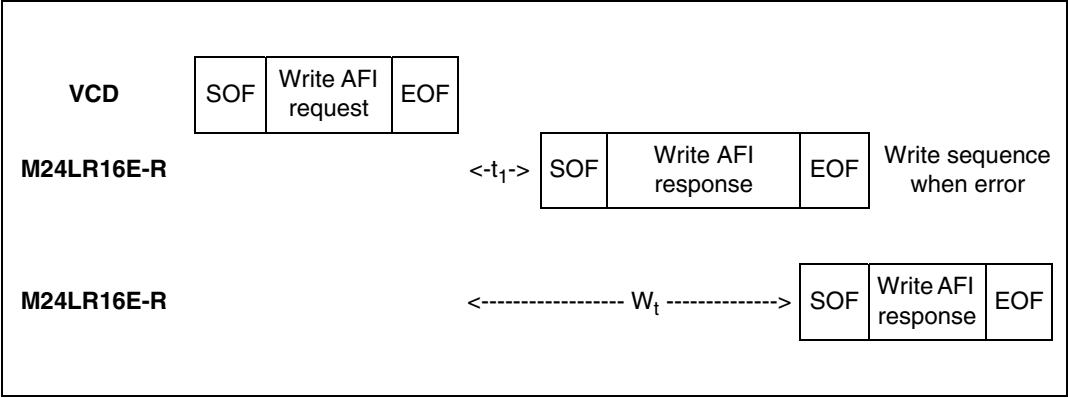 VCD SOF Write AFI request EOF
M24LR16E-R <-t1-> SOF Write AFI response EOF Write sequence when error
M24LR16E-R <------------------ Wt --------------> SOF Write AFI response EOF